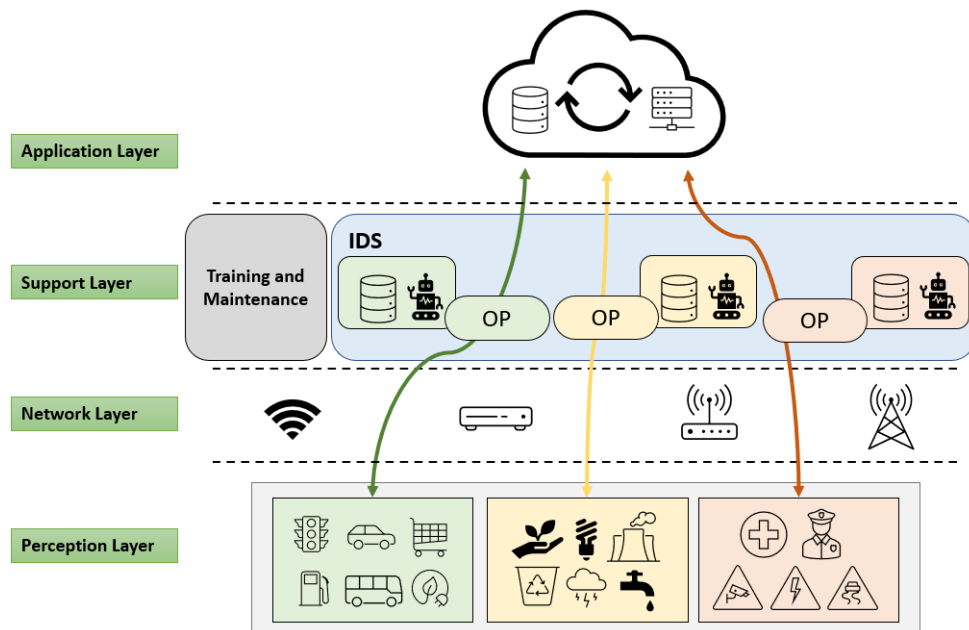 Application Layer
IDS
Training and
Maintenance
Support Layer
OP
OP
OP
Network Layer
Perception Layer